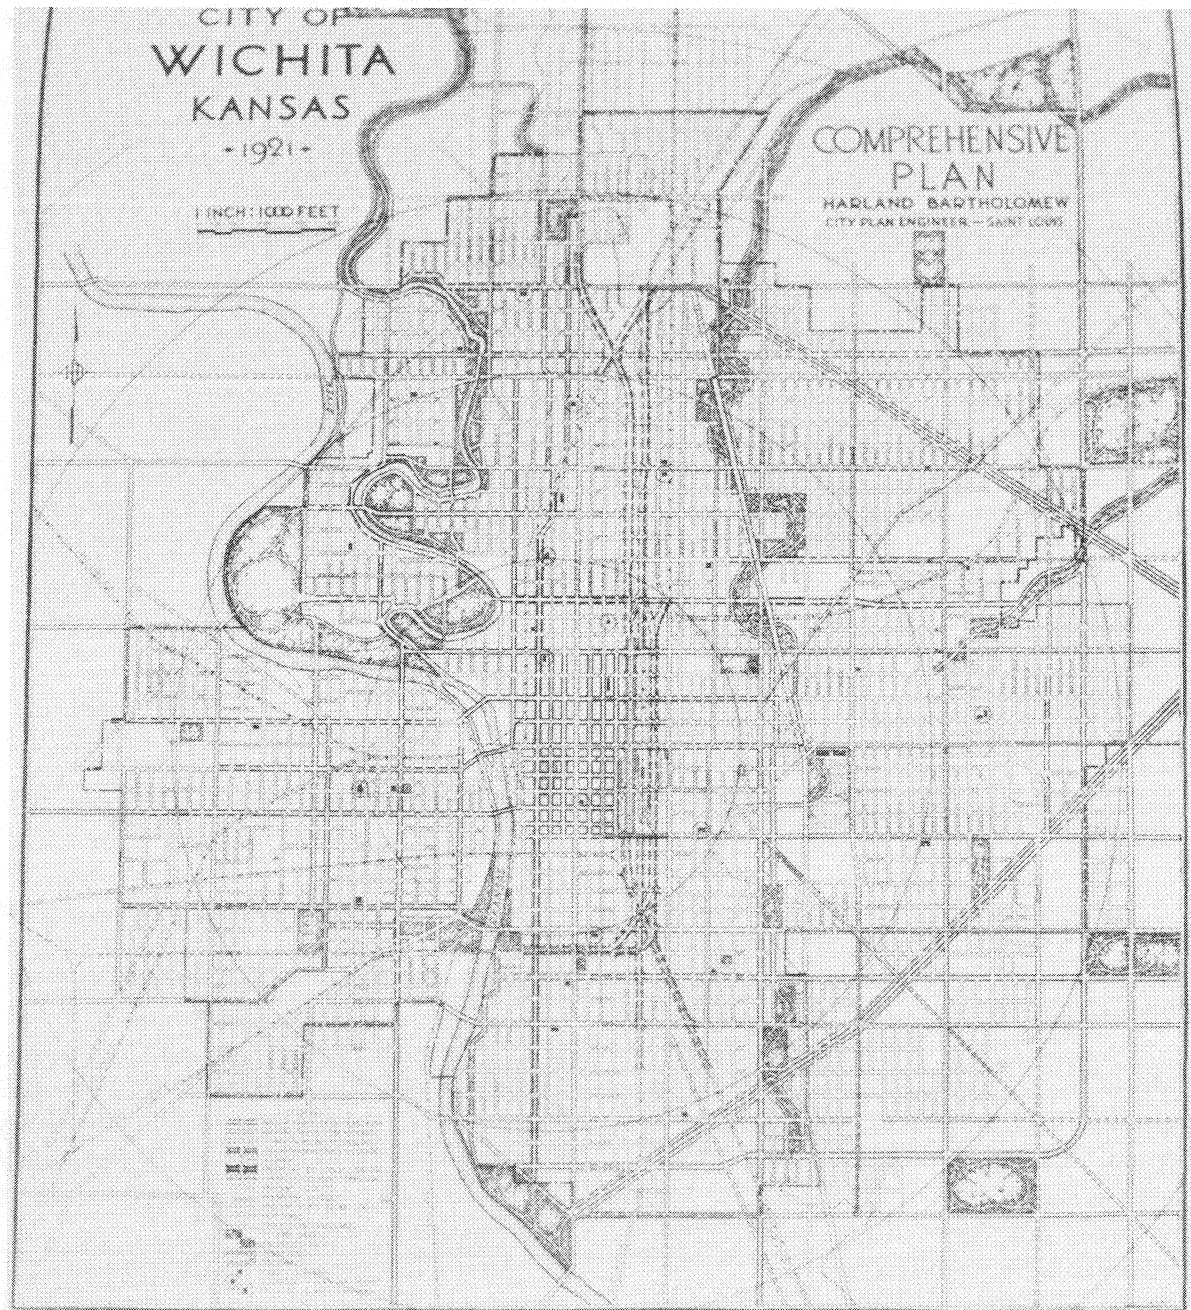 CITY OF
WICHITA
KANSAS
1921
1 INCH : 1000 FEET
COMPREHENSIVE
PLAN
HARLAND BARTHOLOMEW
CITY PLAN ENGINEER — SAINT LOUIS